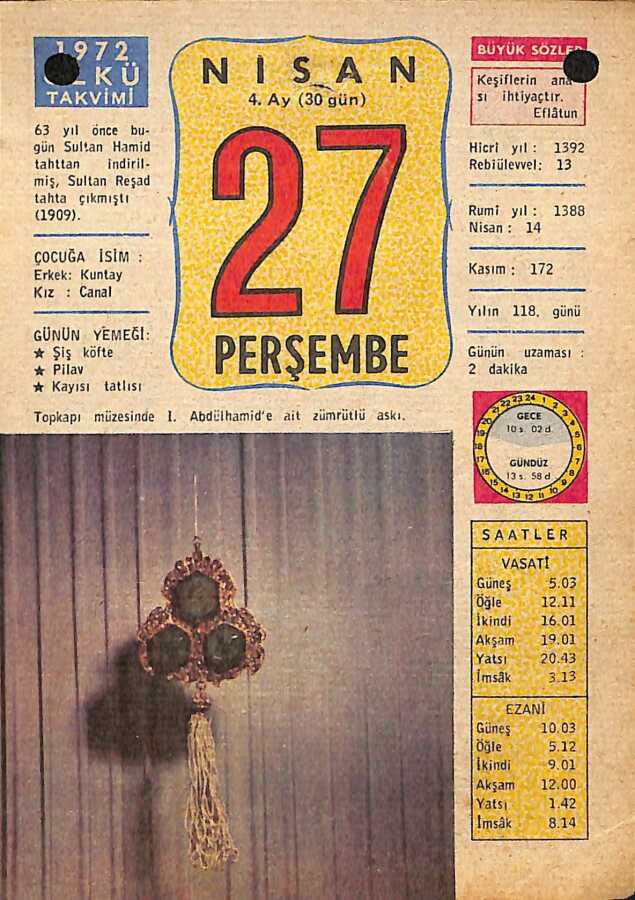 1972
TAKVİMİ
63 yıl önce bu-
gün Sultan Hamid
tahttan indiril-
miş, Sultan Reşad
tahta çıkmıştı
(1909).
ÇOCUĞA İSİM :
Erkek: Kuntay
Kız : Canal
GÜNÜN YEMEĞİ:
★ Şiş köfte
★ Pilav
★ Kayısı tatlısı
NİSAN
4. Ay (30 gün)
27
PERŞEMBE
BÜYÜK
Keşiflerin ana-
sı ihtiyaçtır.
Eflâtun
Hicrî yıl : 1392
Rebiülevvel: 13
Rumî yıl : 1388
Nisan : 14
Kasım : 172
Yılın 118. günü
Günün uzaması :
2 dakika
Topkapı müzesinde I. Abdülhamid'e ait zümrütlü askı.
22 23 24 1 2 3
GECE
10 s. 02 d.
GÜNDÜZ
13 s. 58 d.
SAATLER
VASATİ
Güneş 5.03
Öğle 12.11
İkindi 16.01
Akşam 19.01
Yatsı 20.43
İmsâk 3.13
EZANİ
Güneş 10.03
Öğle 5.12
İkindi 9.01
Akşam 12.00
Yatsı 1.42
İmsâk 8.14